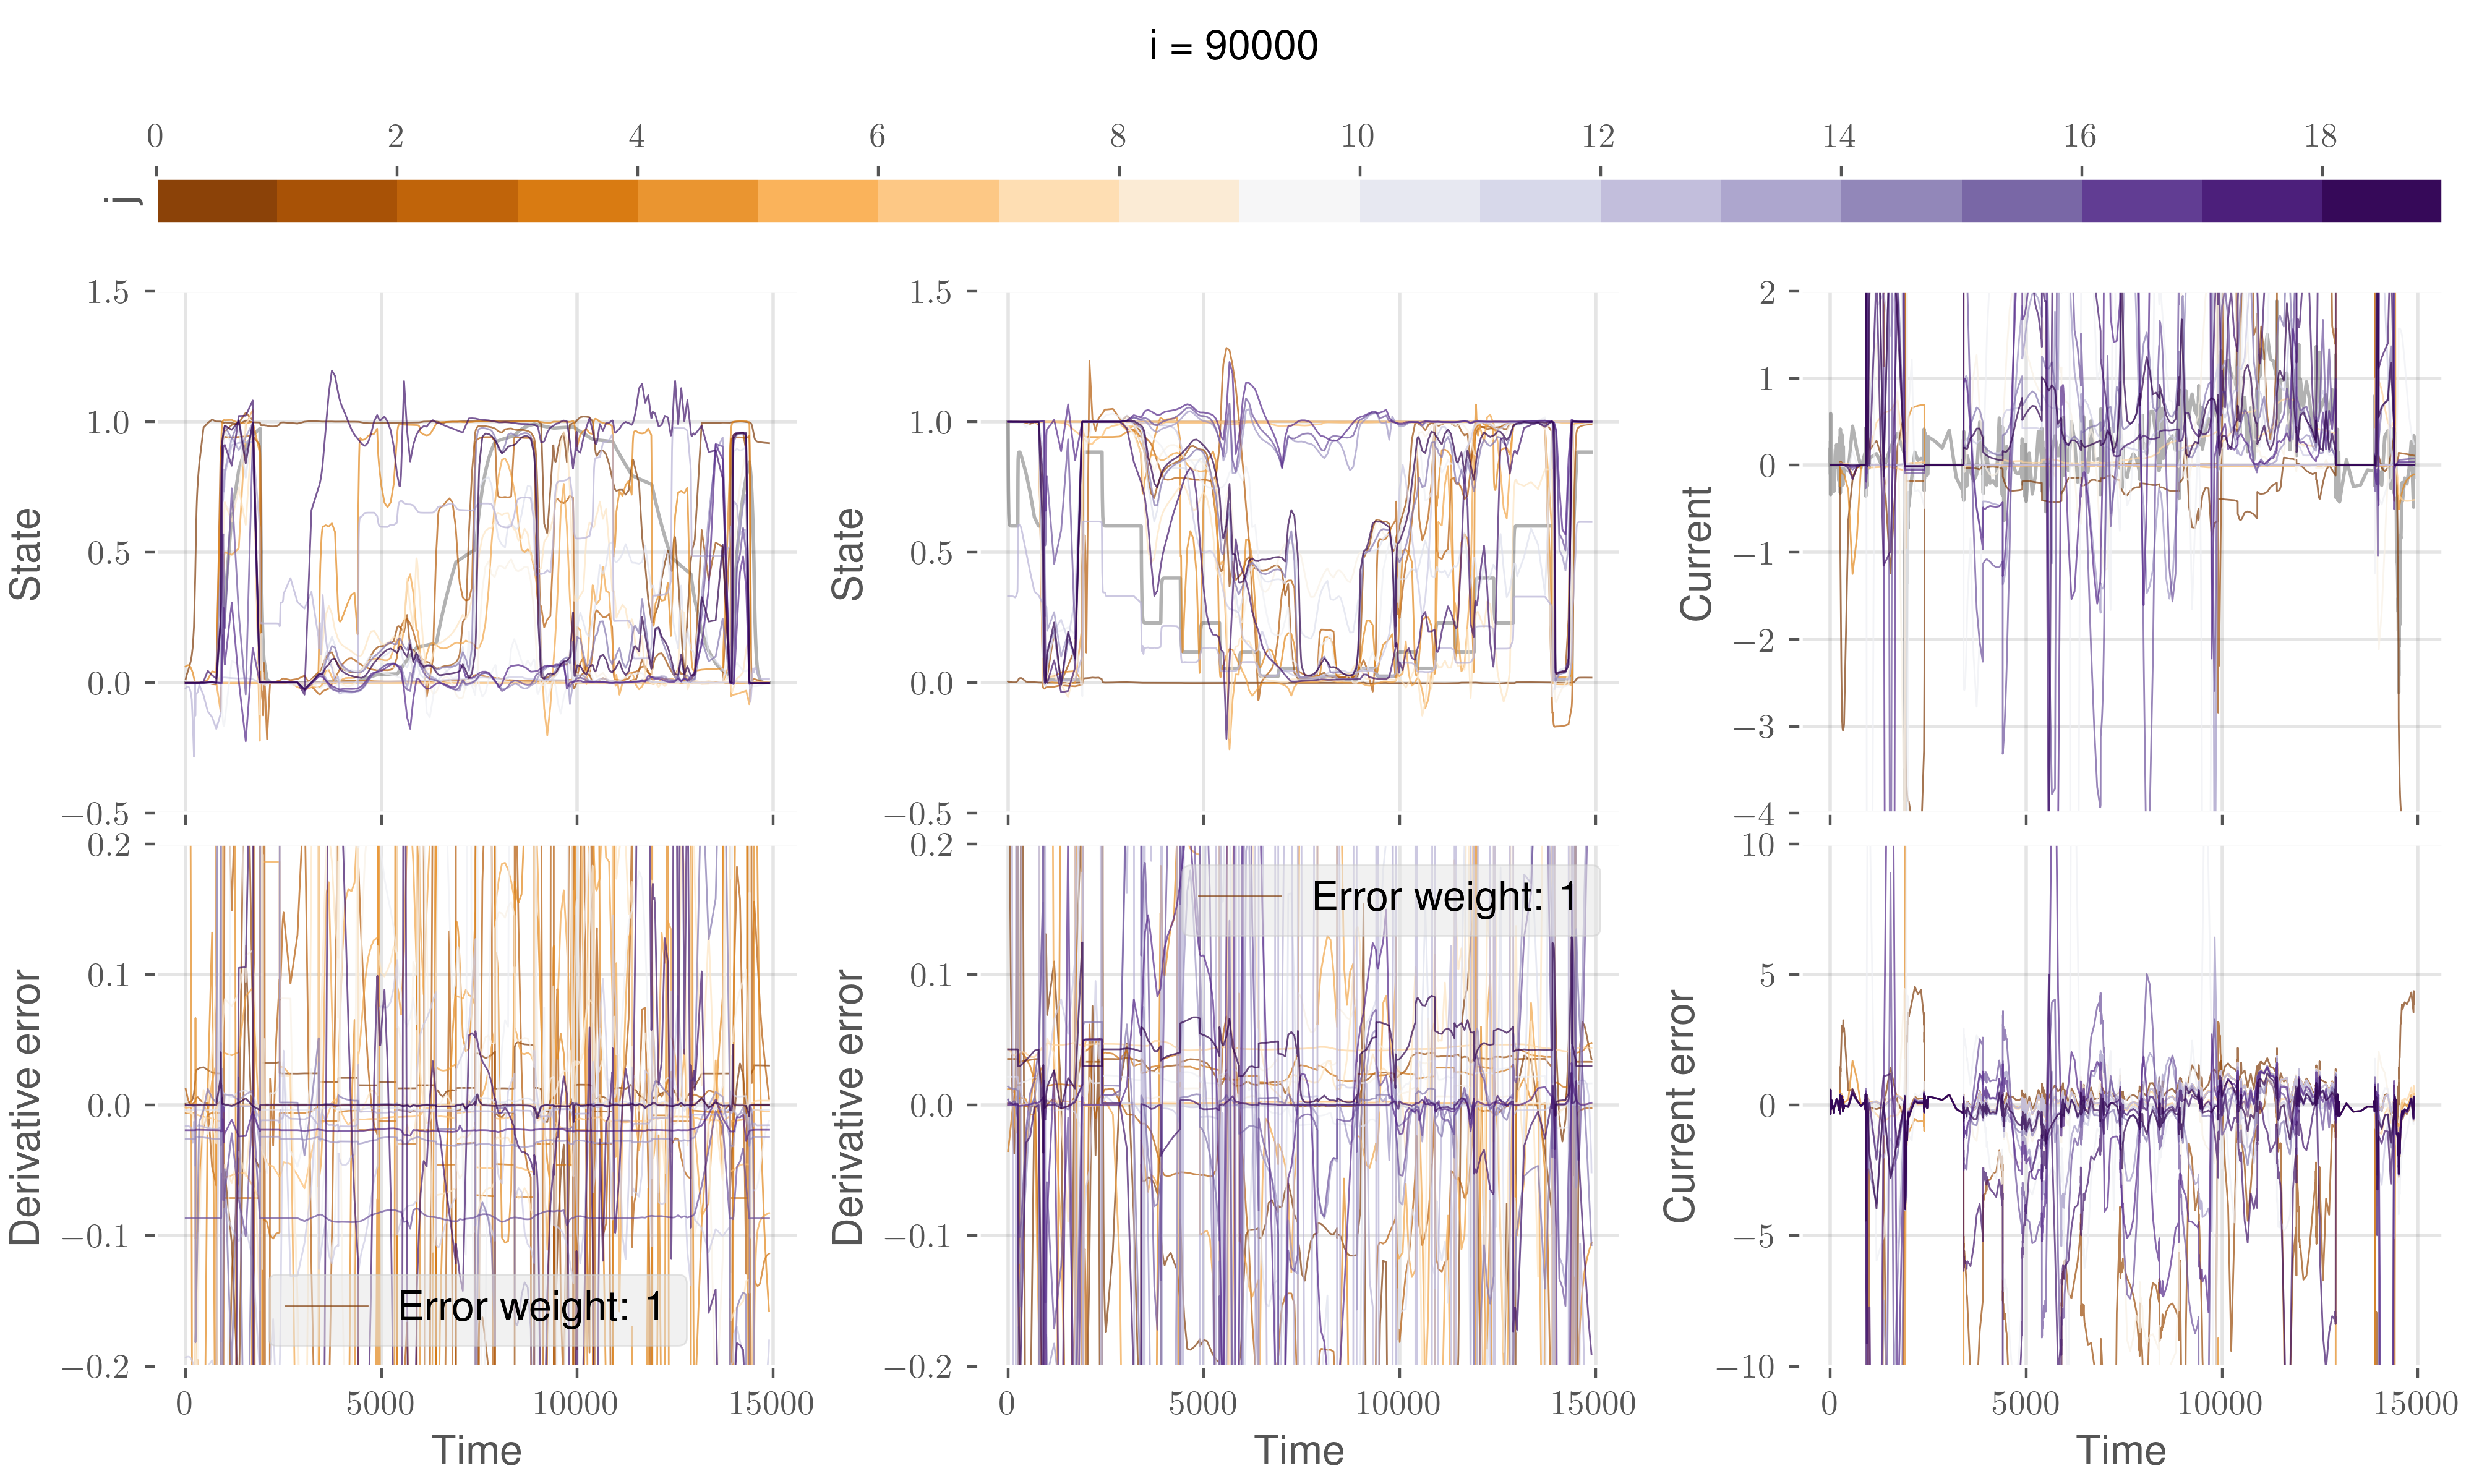 i = 90000
0 2 4 6 8 10 12 14 16 18
j
1.5 1.5 2
1.0 1.0 1
0.5 0.5 0
0.0 0.0 −1
−0.5 −0.5 −2
−3
−4
State State Current
0.2 0.2 10
0.1 0.1 5
0.0 0.0 0
−0.1 −0.1 −5
−0.2 −0.2 −10
Derivative error Derivative error Current error
Error weight: 1
Error weight: 1
0 5000 10000 15000 0 5000 10000 15000 0 5000 10000 15000
Time Time Time